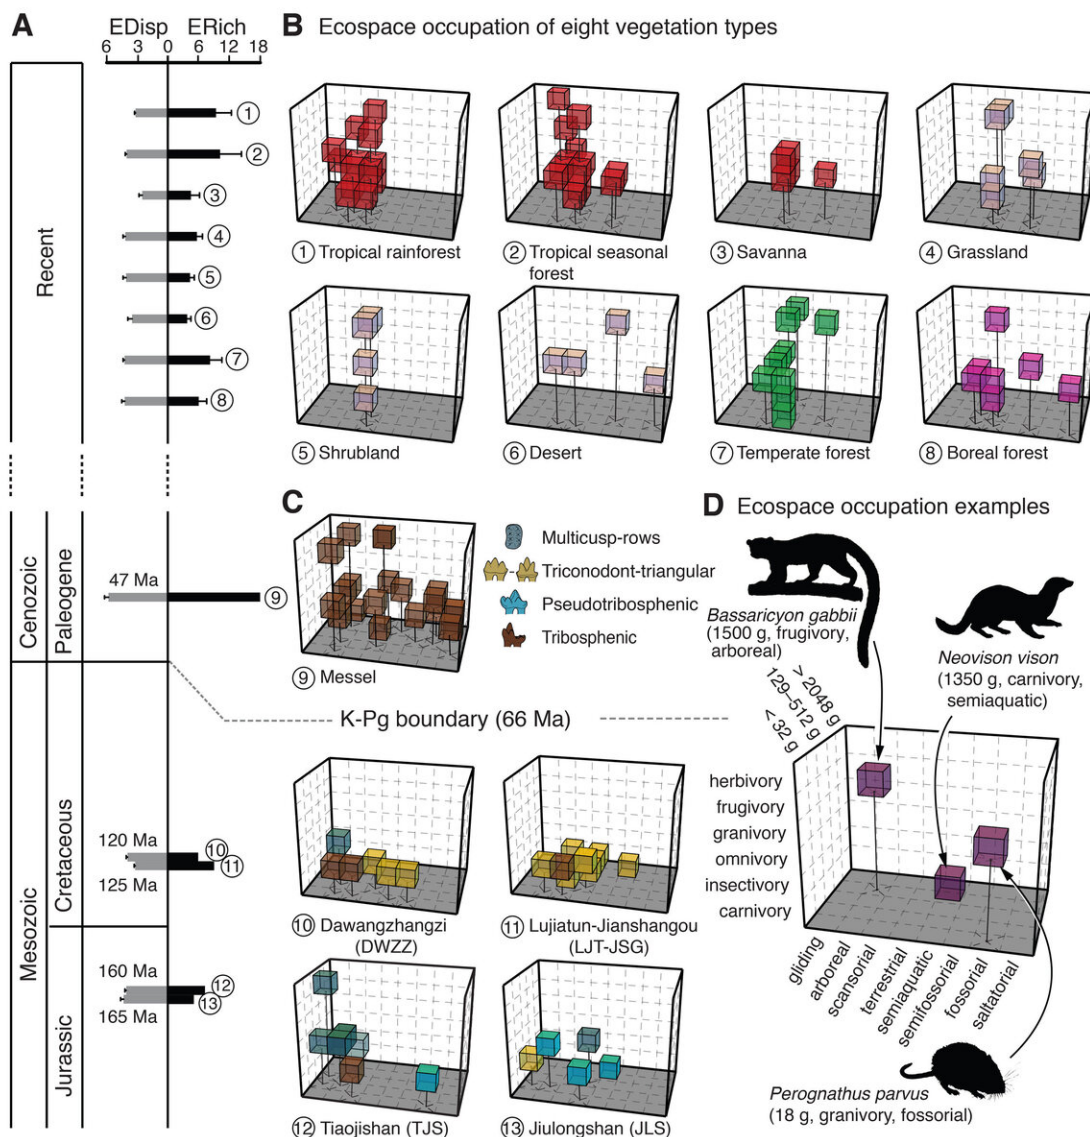 A
EDisp ERich
6 3 0 6 12 18
Recent
1
2
3
4
5
6
7
8
Cenozoic
Paleogene
47 Ma
9
Mesozoic
Cretaceous
120 Ma
10
11
125 Ma
Jurassic
160 Ma
12
13
165 Ma
B Ecospace occupation of eight vegetation types
1 Tropical rainforest
2 Tropical seasonal
forest
3 Savanna
4 Grassland
5 Shrubland
6 Desert
7 Temperate forest
8 Boreal forest
C
Multicusp-rows
Triconodont-triangular
Pseudotribosphenic
Tribosphenic
9 Messel
K-Pg boundary (66 Ma)
10 Dawangzhangzi
(DWZZ)
11 Lujiatun-Jianshangou
(LJT-JSG)
12 Tiaojishan (TJS)
13 Jiulongshan (JLS)
D Ecospace occupation examples
Bassaricyon gabbii
(1500 g, frugivory,
arboreal)
Neovison vison
(1350 g, carnivory,
semiaquatic)
> 2048 g
129–512 g
< 32 g
herbivory
frugivory
granivory
omnivory
insectivory
carnivory
gliding
arboreal
scansorial
terrestrial
semiaquatic
semifossorial
fossorial
saltatorial
Perognathus parvus
(18 g, granivory, fossorial)